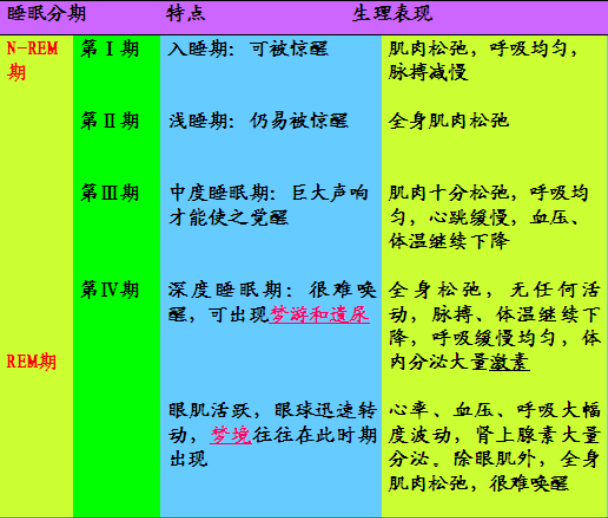 睡眠分期 特点 生理表现
N-REM期 第Ⅰ期 入睡期：可被惊醒 肌肉松弛，呼吸均匀，
脉搏减慢
第Ⅱ期 浅睡期：仍易被惊醒 全身肌肉松弛
第Ⅲ期 中度睡眠期：巨大声响
才能使之觉醒
肌肉十分松弛，呼吸均
匀，心跳缓慢，血压、
体温继续下降
第Ⅳ期 深度睡眠期：很难唤
醒，可出现梦游和遗尿
全身松弛，无任何活
动，脉搏、体温继续下
降，呼吸缓慢均匀，体
内分泌大量激素
REM期
眼肌活跃，眼球迅速转
动，梦境往往在此时期
出现
心率、血压、呼吸大幅
度波动，肾上腺素大量
分泌。除眼肌外，全身
肌肉松弛，很难唤醒